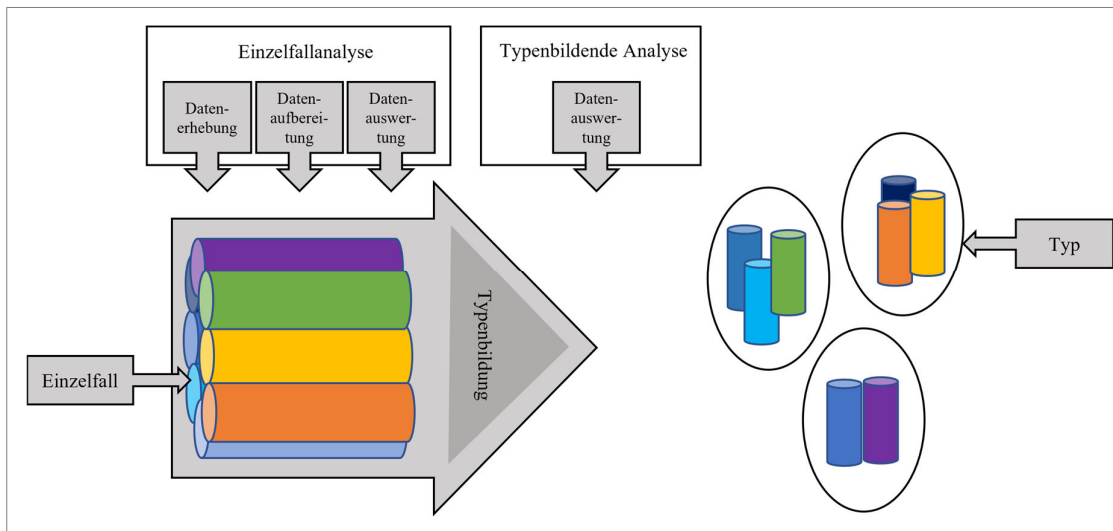 Einzelfallanalyse
Daten-
erhebung
Daten-
aufberei-
tung
Daten-
auswer-
tung
Typenbildende Analyse
Daten-
auswer-
tung
Einzelfall
Typenbildung
Typ